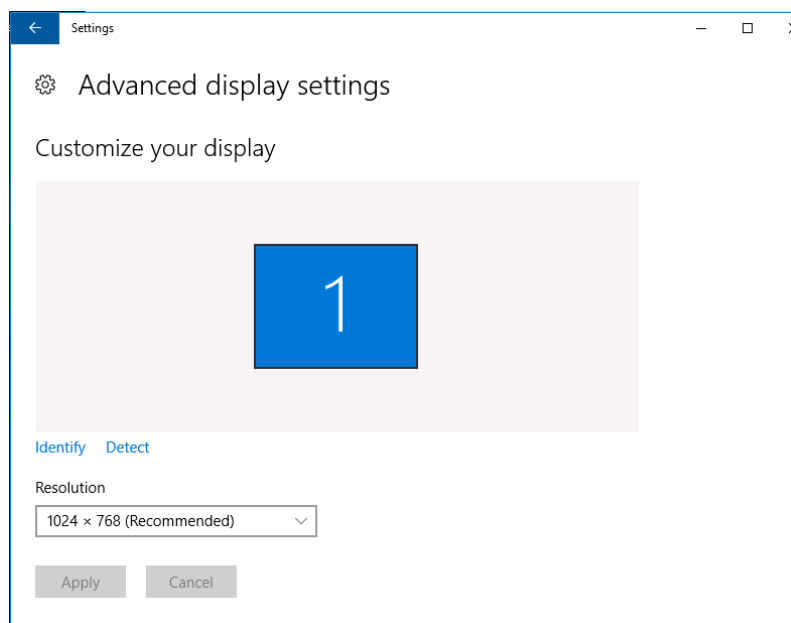 Settings
Advanced display settings
Customize your display
1
Identify Detect
Resolution
1024 × 768 (Recommended)
Apply Cancel